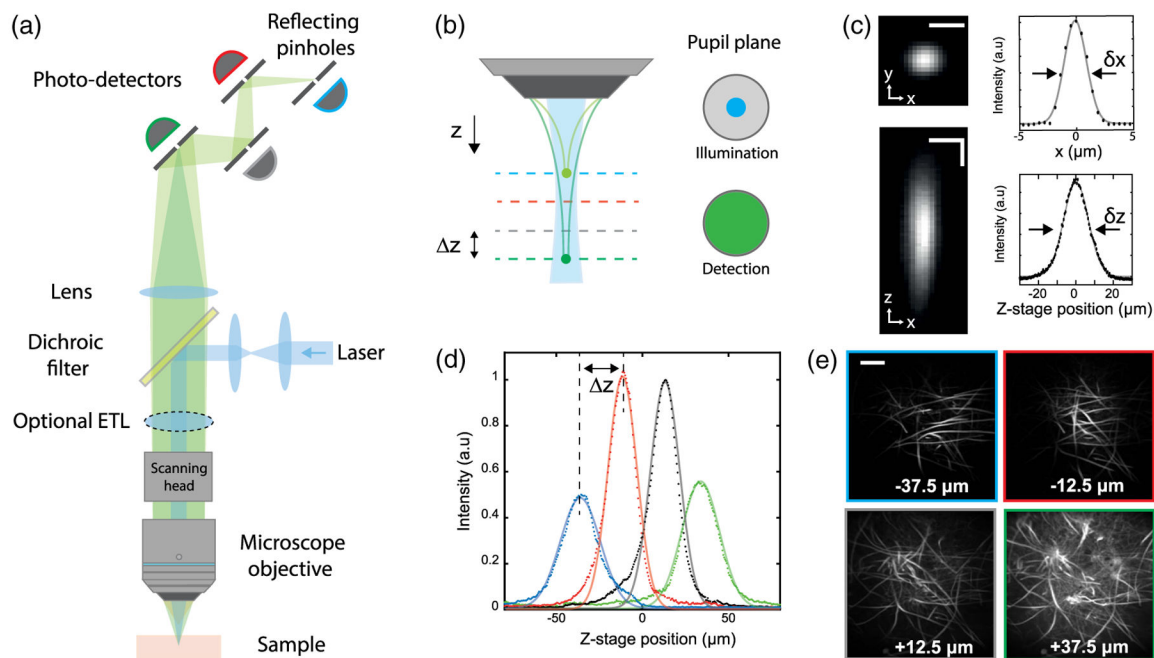 (a)
Reflecting
pinholes
Photo-detectors
Lens
Dichroic
filter
Laser
Optional ETL
Scanning
head
Microscope
objective
Sample
(b)
Pupil plane
z
Illumination
Δz
Detection
(c)
y
x
Intensity (a.u)
δx
-5 0 5
x (µm)
z
x
Intensity (a.u)
δz
-20 0 20
Z-stage position (µm)
(d)
Δz
Intensity (a.u)
1
0.8
0.6
0.4
0.2
0
-50 0 50
Z-stage position (µm)
(e)
-37.5 µm
-12.5 µm
+12.5 µm
+37.5 µm